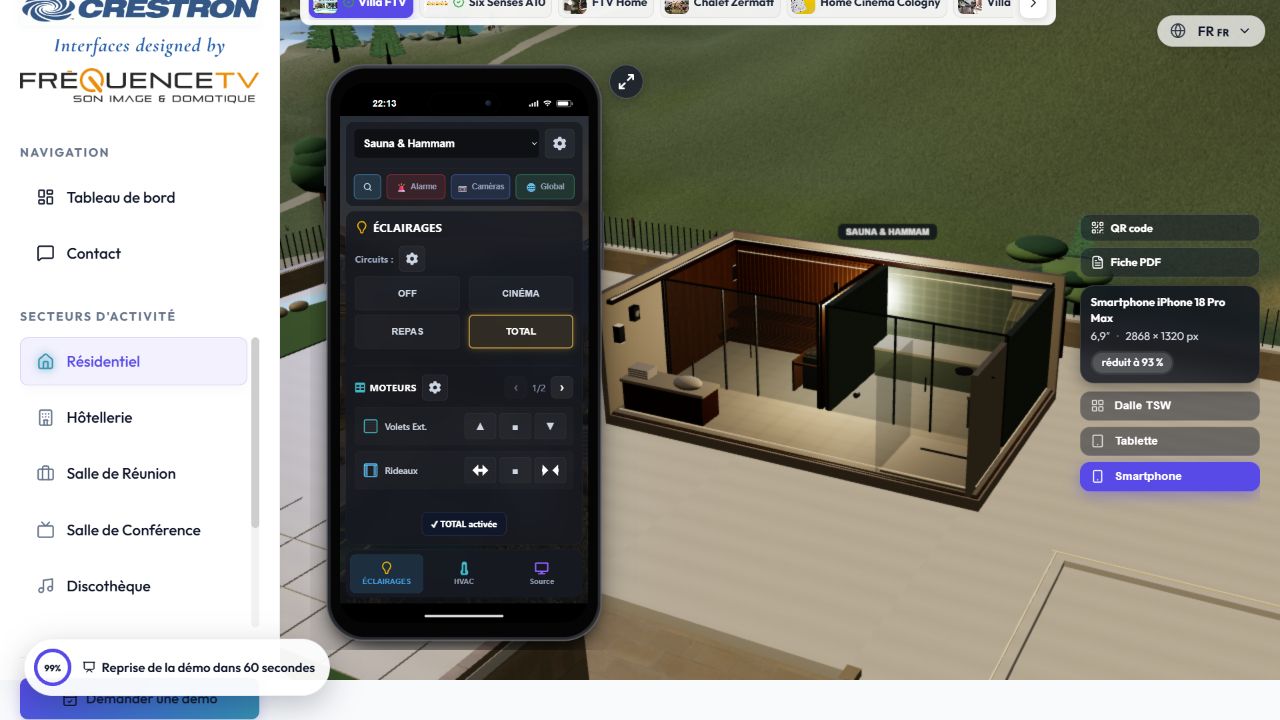 CRESTRON
Interfaces designed by
FRÉQUENCETV
SON IMAGE & DOMOTIQUE
NAVIGATION
Tableau de bord
Contact
SECTEURS D'ACTIVITÉ
Résidentiel
Hôtellerie
Salle de Réunion
Salle de Conférence
Discothèque
99%
Reprise de la démo dans 60 secondes
Demander une démo
Villa FTV
Six Senses A10
FTV Home
Chalet Zermatt
Home Cinéma Cologny
Villa
FR FR
22:13
Sauna & Hammam
Alarme
Caméras
Global
ÉCLAIRAGES
Circuits :
OFF
CINÉMA
REPAS
TOTAL
MOTEURS
1/2
Volets Ext.
Rideaux
✓ TOTAL activée
ÉCLAIRAGES
HVAC
Source
SAUNA & HAMMAM
QR code
Fiche PDF
Smartphone iPhone 18 Pro
Max
6,9" · 2868 × 1320 px
réduit à 93 %
Dalle TSW
Tablette
Smartphone